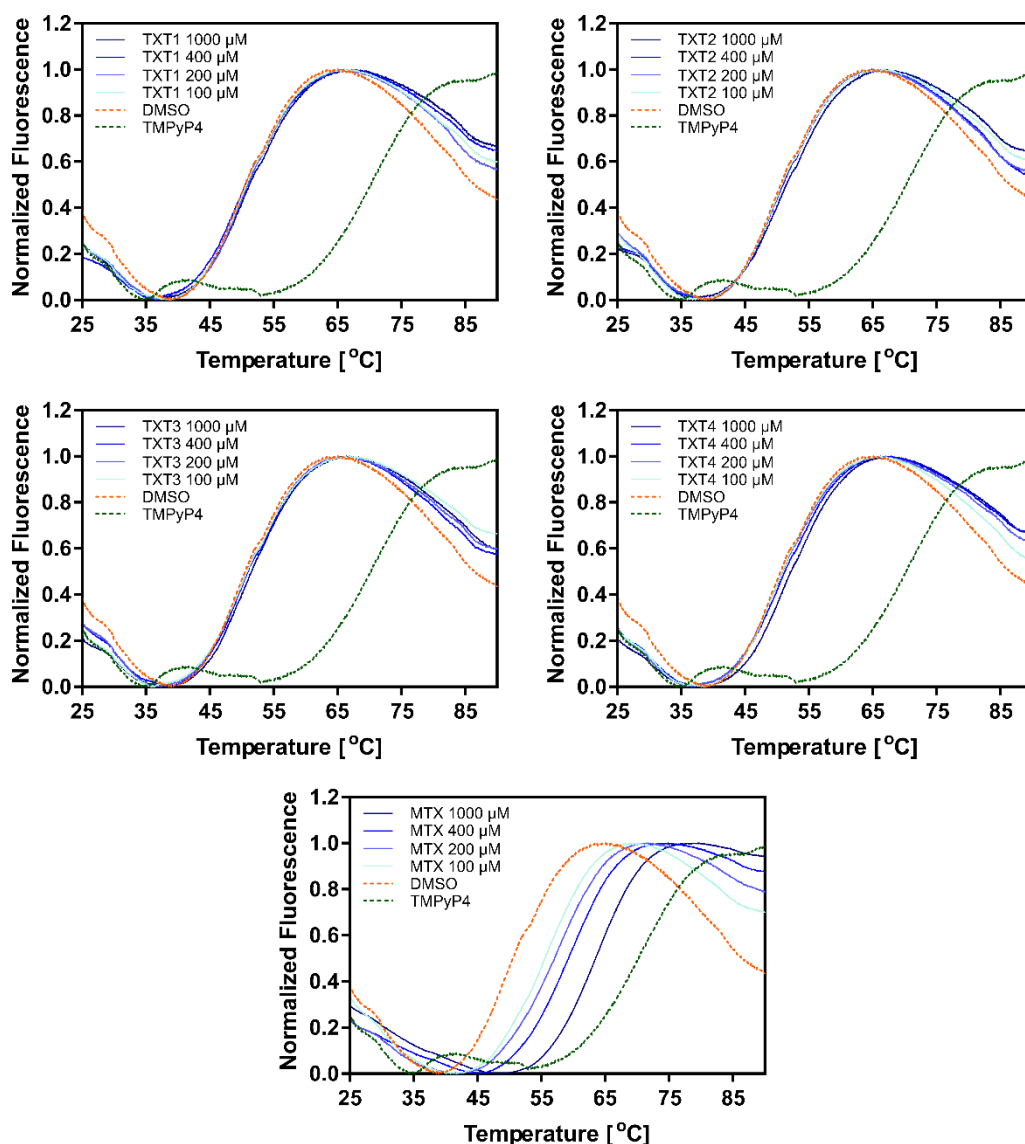 TXT1 1000 µM
TXT1 400 µM
TXT1 200 µM
TXT1 100 µM
DMSO
TMPyP4
Normalized Fluorescence
1.2
1.0
0.8
0.6
0.4
0.2
0.0
25 35 45 55 65 75 85
Temperature [°C]
TXT2 1000 µM
TXT2 400 µM
TXT2 200 µM
TXT2 100 µM
DMSO
TMPyP4
Normalized Fluorescence
1.2
1.0
0.8
0.6
0.4
0.2
0.0
25 35 45 55 65 75 85
Temperature [°C]
TXT3 1000 µM
TXT3 400 µM
TXT3 200 µM
TXT3 100 µM
DMSO
TMPyP4
Normalized Fluorescence
1.2
1.0
0.8
0.6
0.4
0.2
0.0
25 35 45 55 65 75 85
Temperature [°C]
TXT4 1000 µM
TXT4 400 µM
TXT4 200 µM
TXT4 100 µM
DMSO
TMPyP4
Normalized Fluorescence
1.2
1.0
0.8
0.6
0.4
0.2
0.0
25 35 45 55 65 75 85
Temperature [°C]
MTX 1000 µM
MTX 400 µM
MTX 200 µM
MTX 100 µM
DMSO
TMPyP4
Normalized Fluorescence
1.2
1.0
0.8
0.6
0.4
0.2
0.0
25 35 45 55 65 75 85
Temperature [°C]